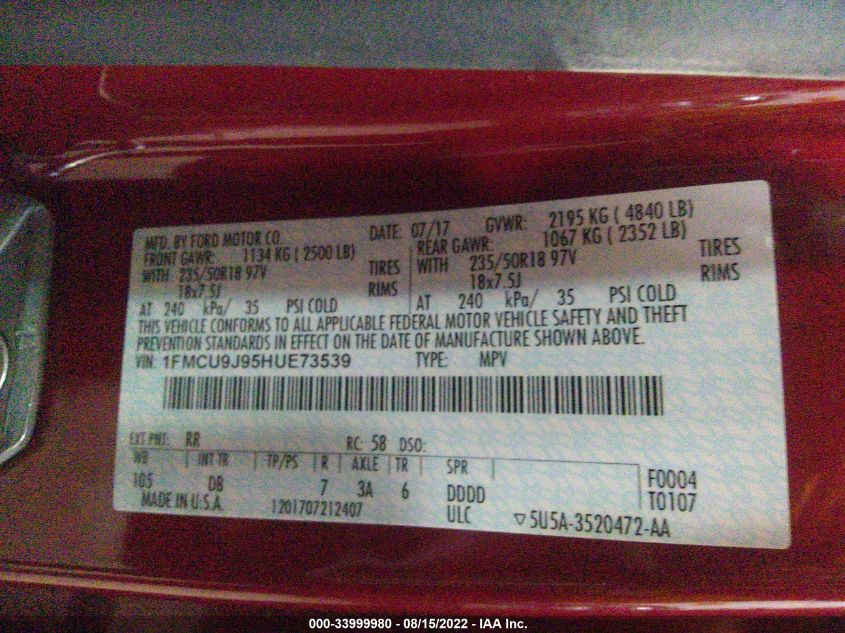 MFD. BY FORD MOTOR CO. DATE: 07/17 GVWR: 2195 KG ( 4840 LB)
FRONT GAWR: 1134 KG ( 2500 LB) REAR GAWR: 1067 KG ( 2352 LB)
WITH 235/50R18 97V TIRES WITH 235/50R18 97V TIRES
18x7.5J RIMS 18x7.5J RIMS
AT 240 kPa/ 35 PSI COLD AT 240 kPa/ 35 PSI COLD
THIS VEHICLE CONFORMS TO ALL APPLICABLE FEDERAL MOTOR VEHICLE SAFETY AND THEFT
PREVENTION STANDARDS IN EFFECT ON THE DATE OF MANUFACTURE SHOWN ABOVE.
VIN: 1FMCU9J95HUE73539 TYPE: MPV
EXT PNT: RR RC: 58 DSO:
WB INT TR TP/PS R AXLE TR SPR F0004
105 DB 7 3A 6 DDDD T0107
MADE IN U.S.A. 1201707212407 ULC ▽5U5A-3520472-AA
000-33999980 - 08/15/2022 - IAA Inc.